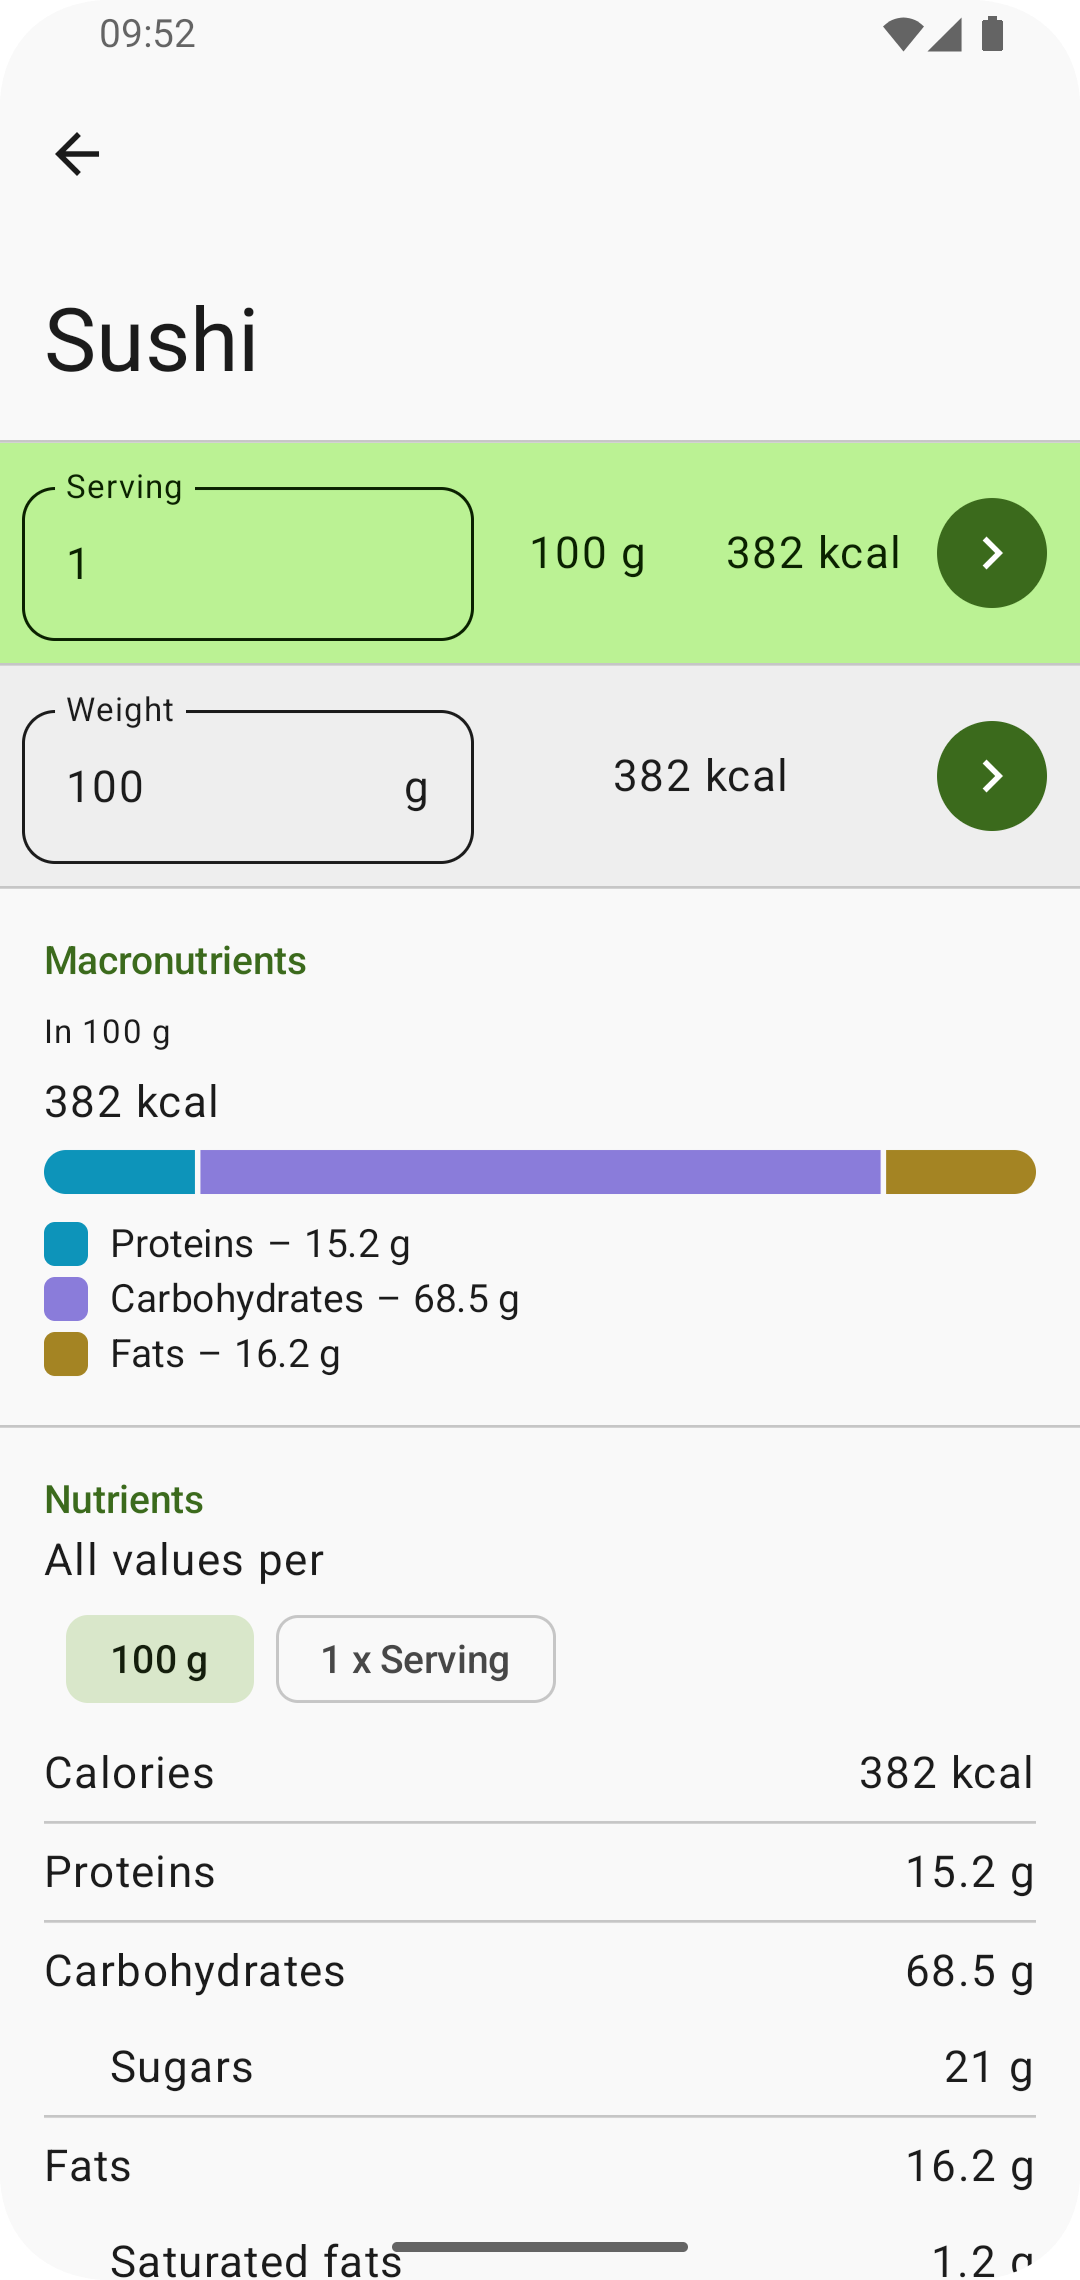 09:52
Sushi
Serving
1
100 g
382 kcal
Weight
100 g
382 kcal
Macronutrients
In 100 g
382 kcal
Proteins – 15.2 g
Carbohydrates – 68.5 g
Fats – 16.2 g
Nutrients
All values per
100 g
1 x Serving
Calories 382 kcal
Proteins 15.2 g
Carbohydrates 68.5 g
Sugars 21 g
Fats 16.2 g
Saturated fats 1.2 g